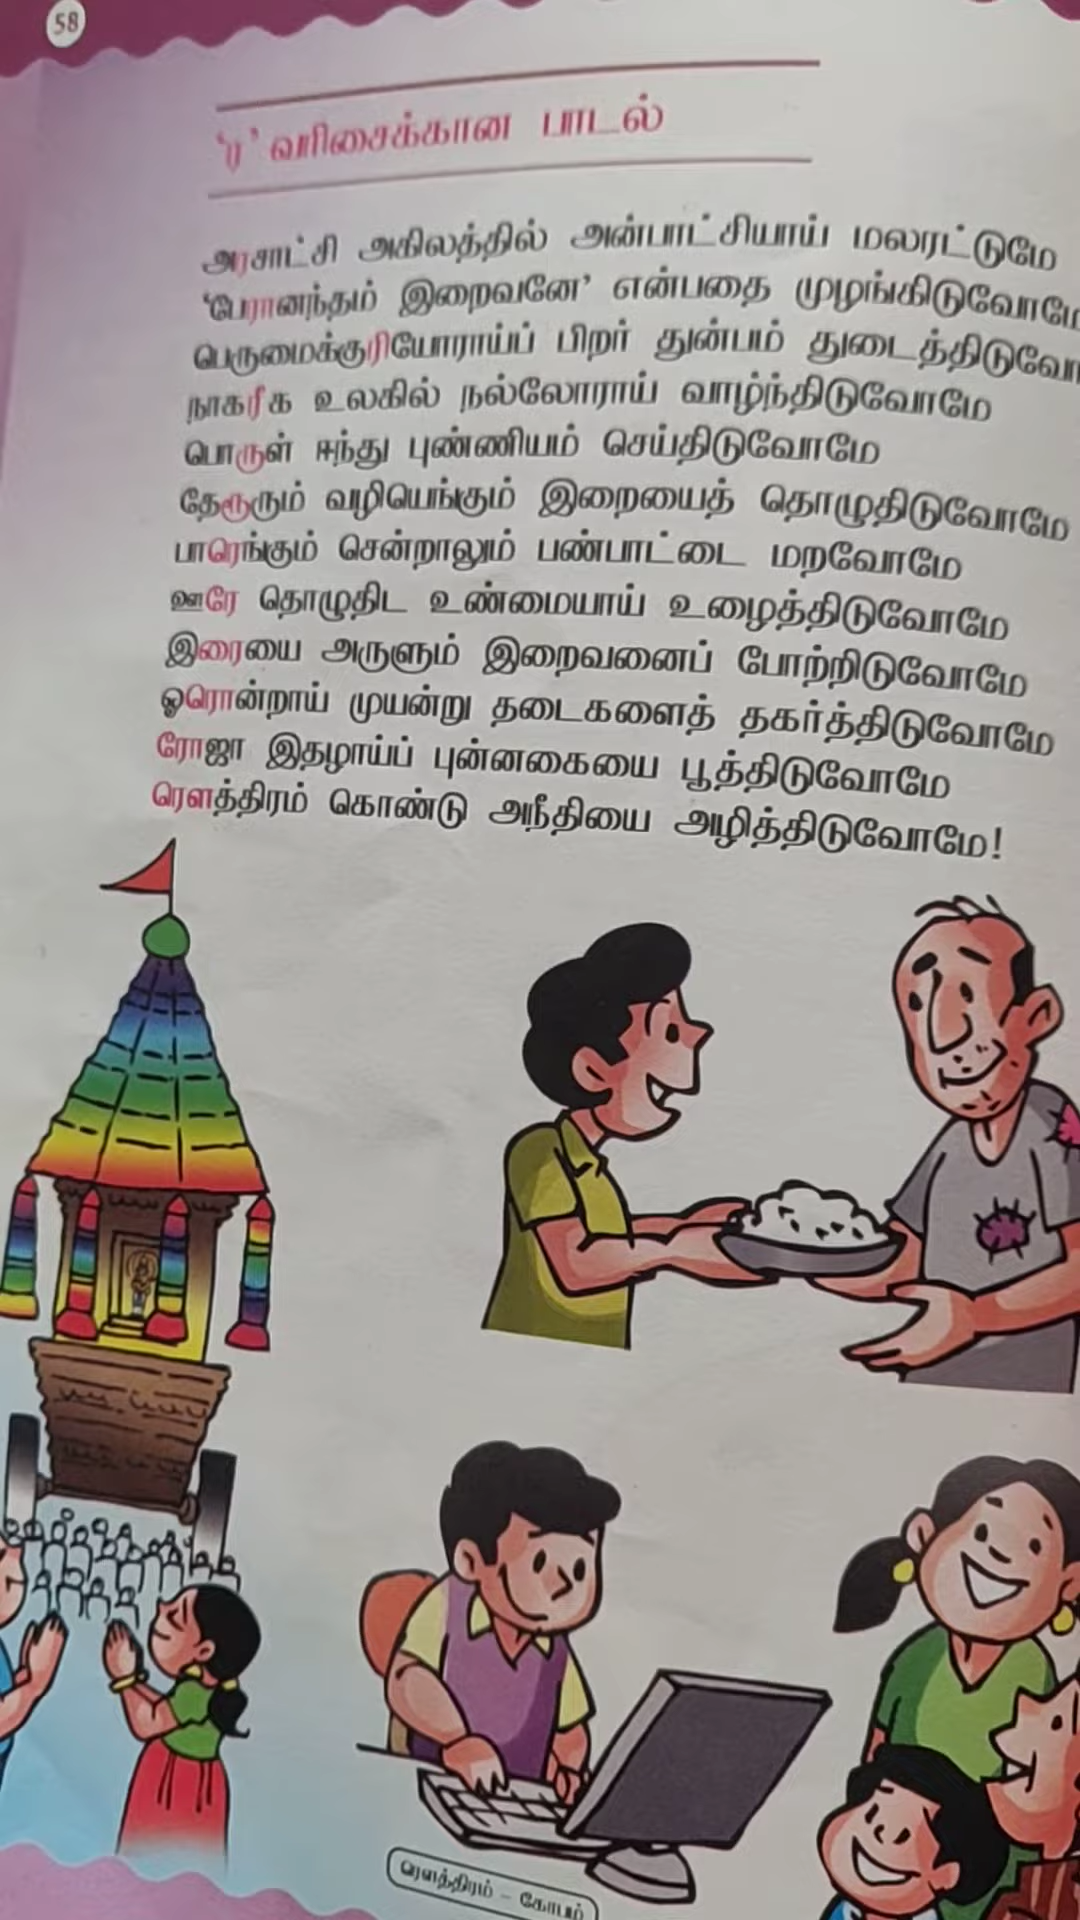 58
'ர' வரிசைக்கான பாடல்
அரசாட்சி அகிலத்தில் அன்பாட்சியாய் மலரட்டுமே
'பேரானந்தம் இறைவனே' என்பதை முழங்கிடுவோமே
பெருமைக்குரியோராய்ப் பிறர் துன்பம்
நாகரீக உலகில் நல்லோராய் வாழ்ந்திடுவோமே
பொருள் ஈந்து புண்ணியம் செய்திடுவோமே
தேரூரும் வழியெங்கும் இறையைத் தொழுதிடுவோமே
பாரெங்கும் சென்றாலும் பண்பாட்டை மறவோமே
ஊரே தொழுதிட உண்மையாய் உழைத்திடுவோமே
இரையை அருளும் இறைவனைப் போற்றிடுவோமே
ஓரொன்றாய் முயன்று தடைகளைத் தகர்த்திடுவோமே
ரோஜா இதழாய்ப் புன்னகையை பூத்திடுவோமே
ரௌத்திரம் கொண்டு அநீதியை அழித்திடுவோமே!
ரௌத்திரம் – கோபம்